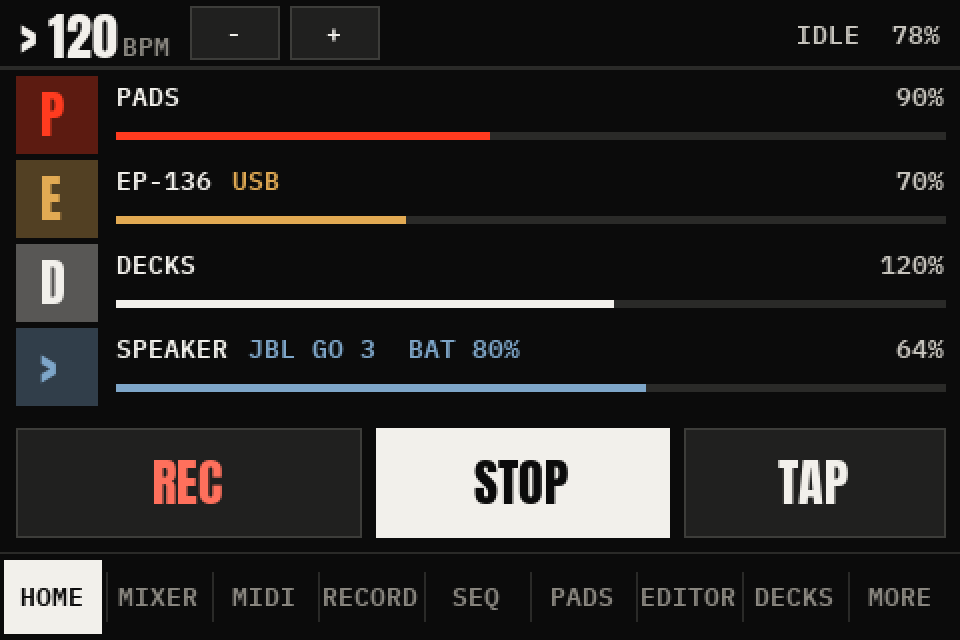 > 120 BPM - + IDLE 78%
P PADS 90%
E EP-136 USB 70%
D DECKS 120%
> SPEAKER JBL GO 3 BAT 80% 64%
REC STOP TAP
HOME MIXER MIDI RECORD SEQ PADS EDITOR DECKS MORE